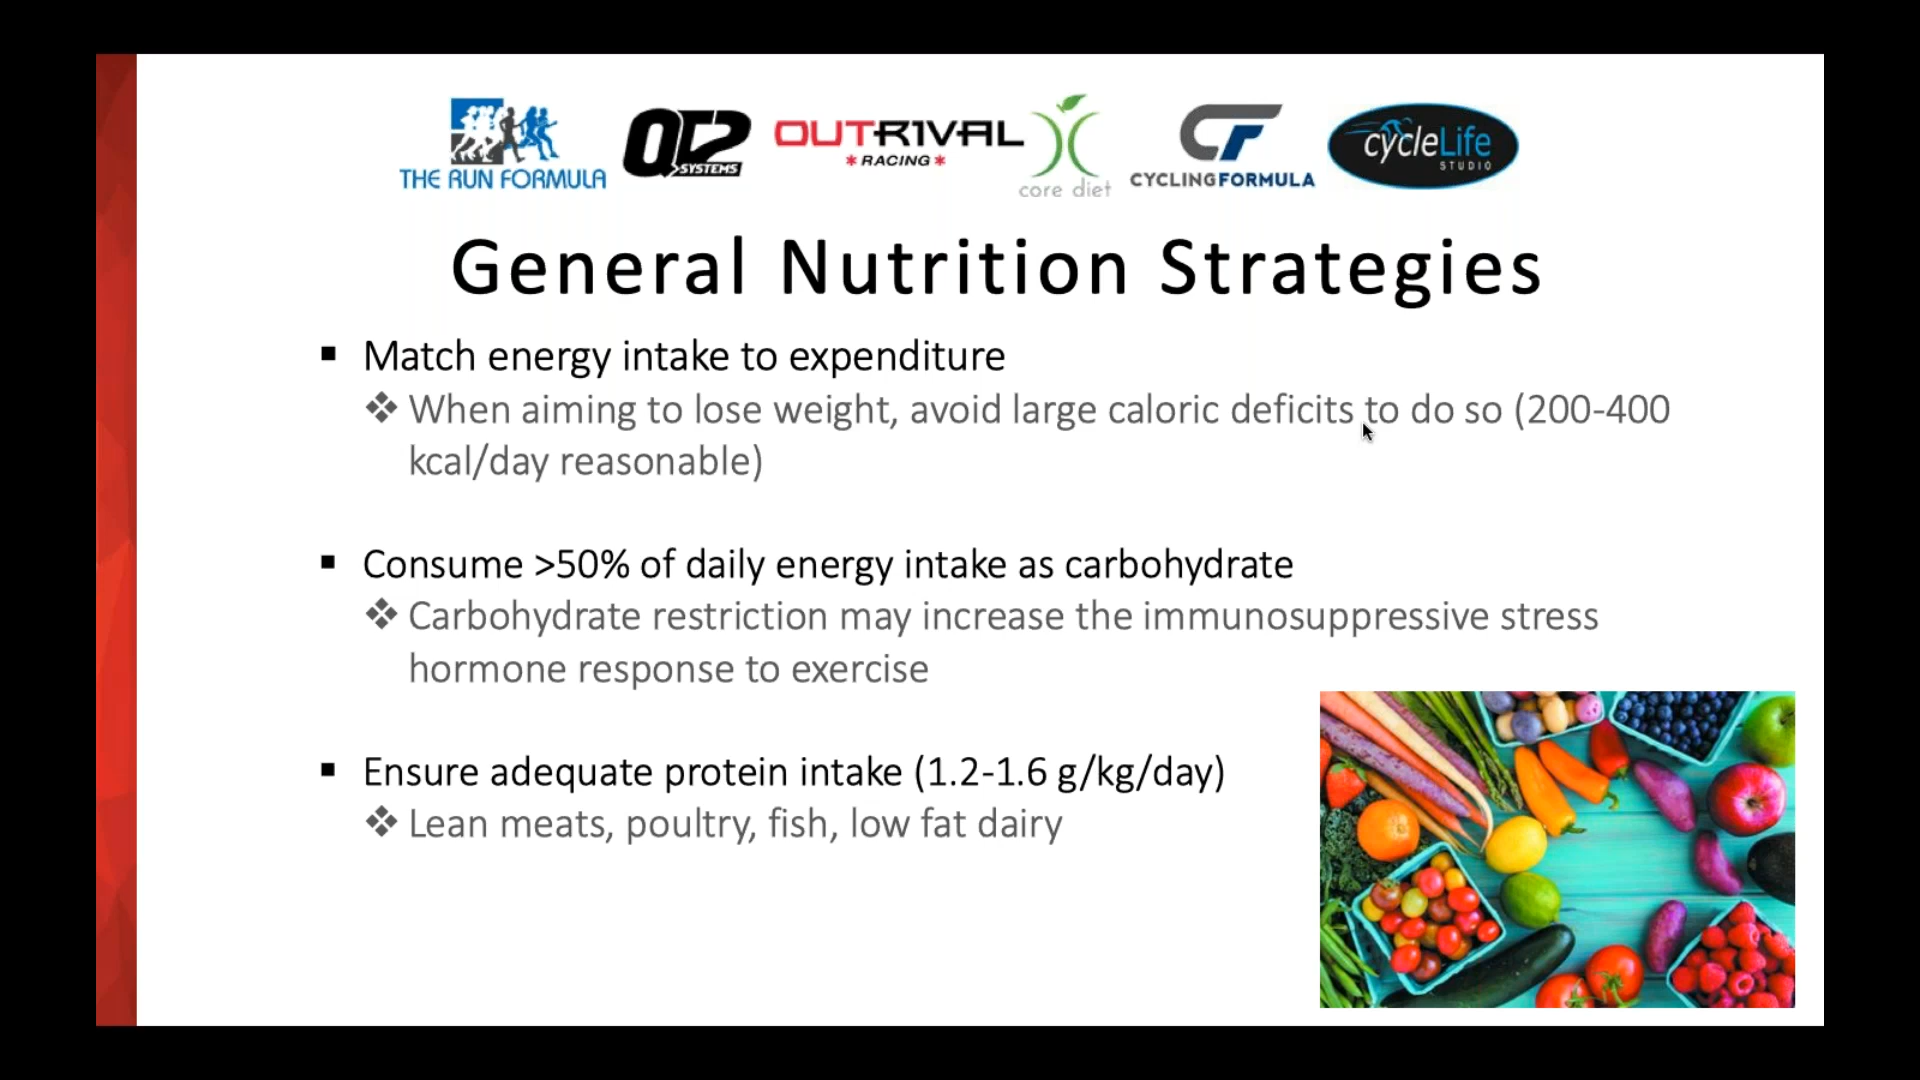 THE RUN FORMULA
QT2
SYSTEMS
OUTRIVAL
*RACING*
core diet
CF
CYCLINGFORMULA
cycleLife
STUDIO
General Nutrition Strategies
▪ Match energy intake to expenditure
❖ When aiming to lose weight, avoid large caloric deficits to do so (200-400
kcal/day reasonable)
▪ Consume >50% of daily energy intake as carbohydrate
❖ Carbohydrate restriction may increase the immunosuppressive stress
hormone response to exercise
▪ Ensure adequate protein intake (1.2-1.6 g/kg/day)
❖ Lean meats, poultry, fish, low fat dairy